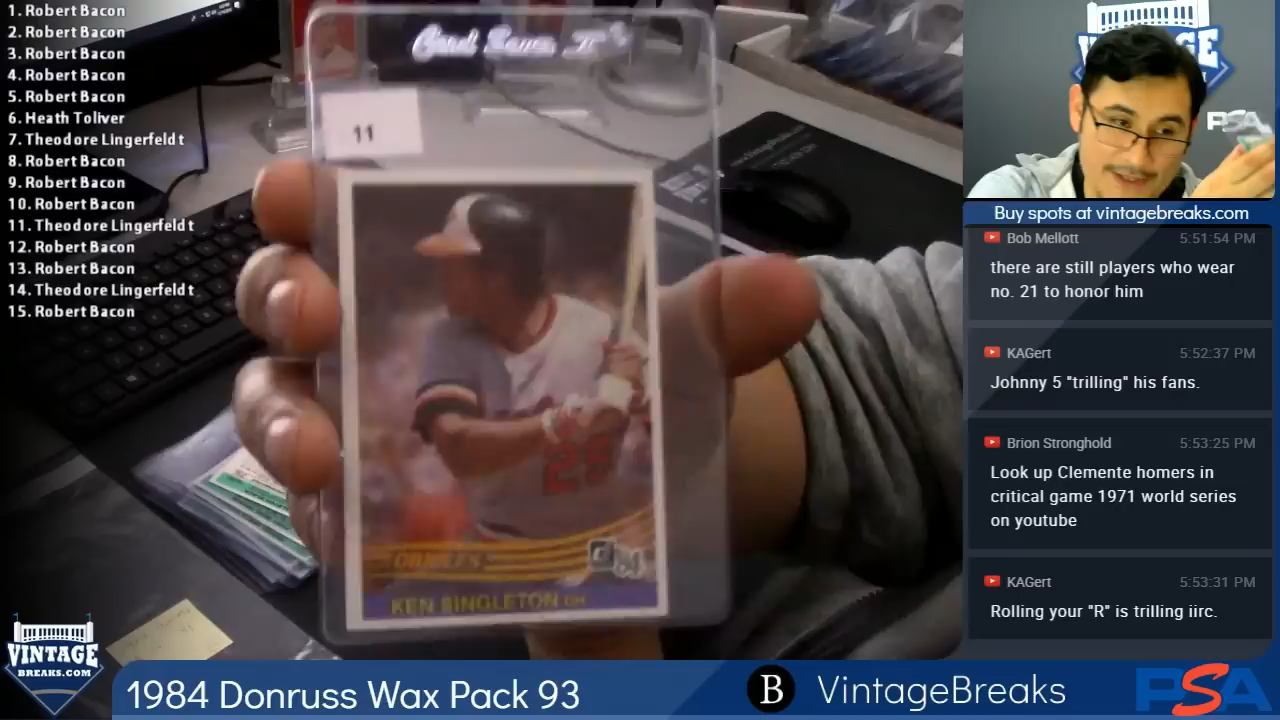 1. Robert Bacon
2. Robert Bacon
3. Robert Bacon
4. Robert Bacon
5. Robert Bacon
6. Heath Toliver
7. Theodore Lingerfeldt
8. Robert Bacon
9. Robert Bacon
10. Robert Bacon
11. Theodore Lingerfeldt
12. Robert Bacon
13. Robert Bacon
14. Theodore Lingerfeldt
15. Robert Bacon
11
25
DONRUSS
84
KEN SINGLETON DH
VINTAGE
PSA
Buy spots at vintagebreaks.com
Bob Mellott 5:51:54 PM
there are still players who wear
no. 21 to honor him
KAGert 5:52:37 PM
Johnny 5 "trilling" his fans.
Brion Stronghold 5:53:25 PM
Look up Clemente homers in
critical game 1971 world series
on youtube
KAGert 5:53:31 PM
Rolling your "R" is trilling iirc.
VINTAGE
BREAKS.COM
1984 Donruss Wax Pack 93
B VintageBreaks
PSA